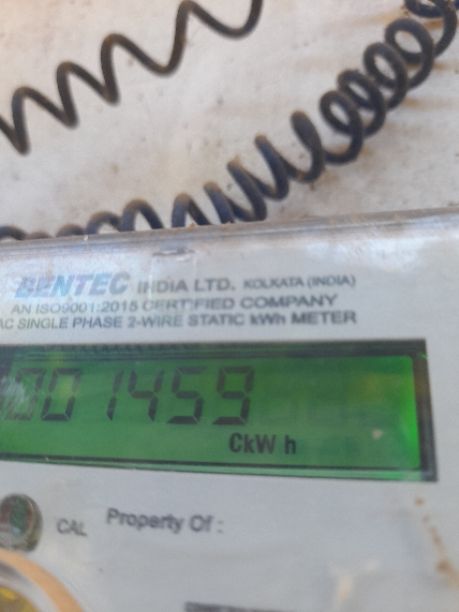 BENTEC INDIA LTD. KOLKATA (INDIA)
AN ISO9001:2015 CERTIFIED COMPANY
AC SINGLE PHASE 2-WIRE STATIC kWh METER
001459
CkW h
CAL Property Of :